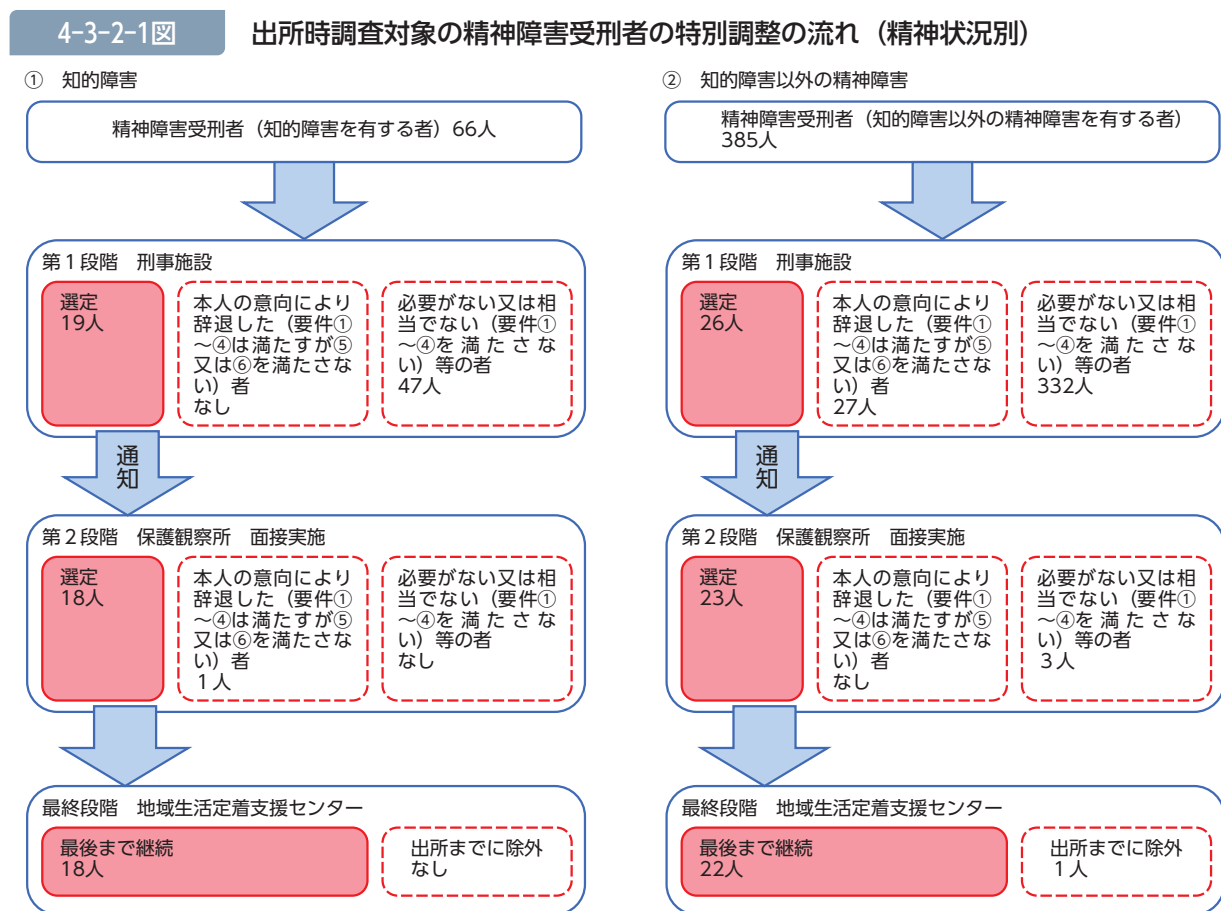 4-3-2-1図
出所時調査対象の精神障害受刑者の特別調整の流れ（精神状況別）
① 知的障害
精神障害受刑者（知的障害を有する者）66人
第１段階 刑事施設
選定
19人
本人の意向により
辞退した（要件①
～④は満たすが⑤
又は⑥を満たさな
い）者
なし
必要がない又は相
当でない（要件①
～④を満たさな
い）等の者
47人
通
知
第２段階 保護観察所 面接実施
選定
18人
本人の意向により
辞退した（要件①
～④は満たすが⑤
又は⑥を満たさな
い）者
１人
必要がない又は相
当でない（要件①
～④を満たさな
い）等の者
なし
最終段階 地域生活定着支援センター
最後まで継続
18人
出所までに除外
なし
② 知的障害以外の精神障害
精神障害受刑者（知的障害以外の精神障害を有する者）
385人
第１段階 刑事施設
選定
26人
本人の意向により
辞退した（要件①
～④は満たすが⑤
又は⑥を満たさな
い）者
27人
必要がない又は相
当でない（要件①
～④を満たさな
い）等の者
332人
通
知
第２段階 保護観察所 面接実施
選定
23人
本人の意向により
辞退した（要件①
～④は満たすが⑤
又は⑥を満たさな
い）者
なし
必要がない又は相
当でない（要件①
～④を満たさな
い）等の者
３人
最終段階 地域生活定着支援センター
最後まで継続
22人
出所までに除外
１人